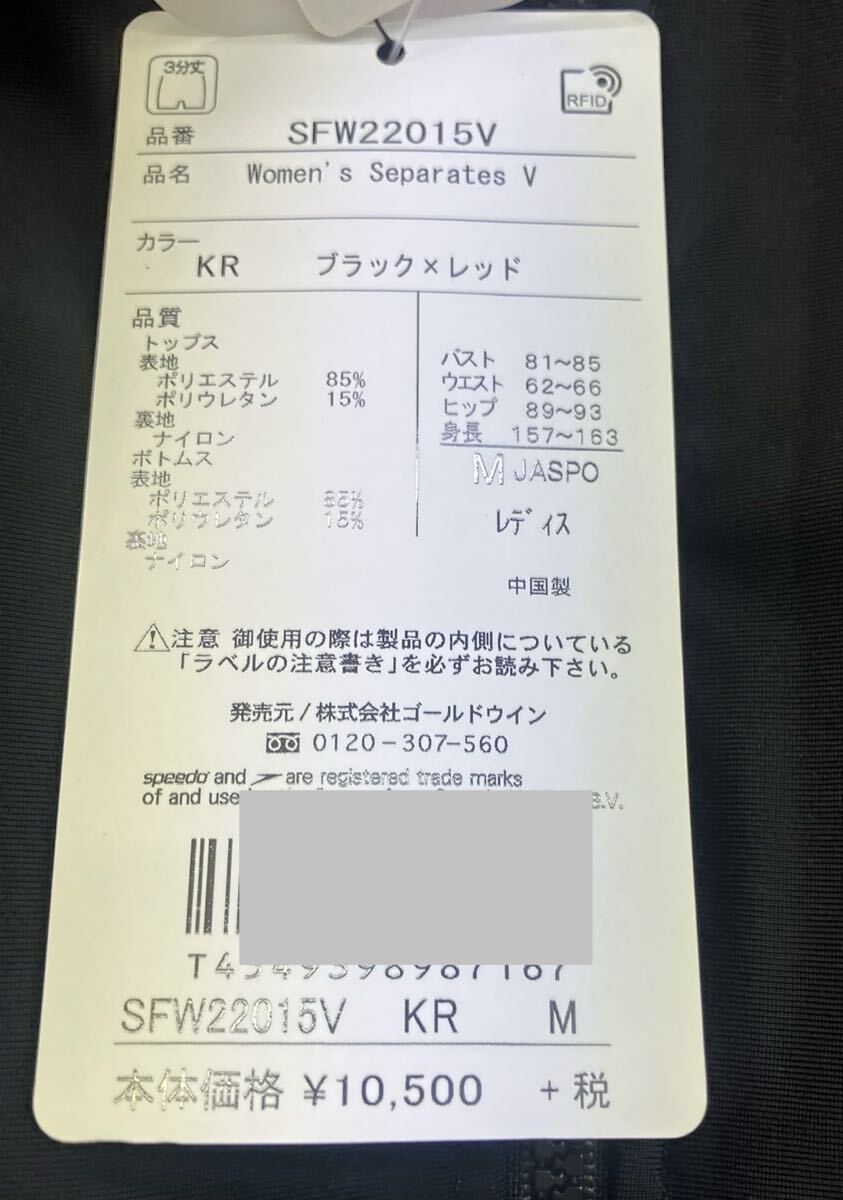 3分丈
RFID
品番 SFW22015V
品名 Women's Separates V
カラー
KR ブラック×レッド
品質
トップス
表地
ポリエステル 85%
ポリウレタン 15%
裏地
ナイロン
ボトムス
表地
ポリエステル 85%
ポリウレタン 15%
裏地
ナイロン
バスト 81~85
ウエスト 62~66
ヒップ 89~93
身長 157~163
M JASPO
レディス
中国製
注意 御使用の際は製品の内側についている
「ラベルの注意書き」を必ずお読み下さい。
発売元/株式会社ゴールドウイン
0120-307-560
speedo and are registered trade marks
of and B.V.
SFW22015V KR M
本体価格 ¥10,500 +税